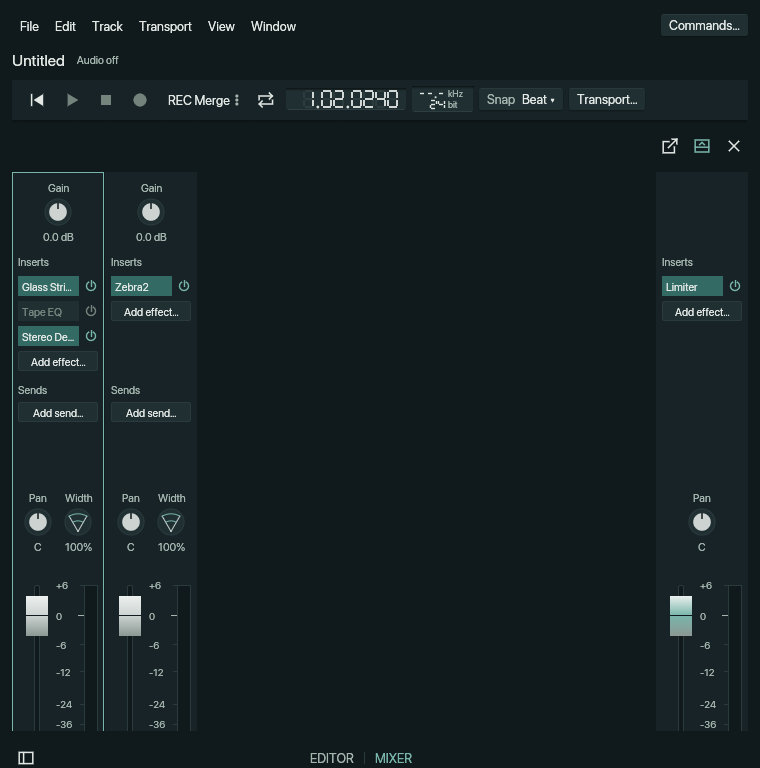 File Edit Track Transport View Window Commands...
Untitled Audio off
REC Merge 1.02.0240 --.- kHz
24 bit
Snap Beat Transport...
Gain Gain
0.0 dB 0.0 dB
Inserts Inserts Inserts
Glass Stri... Zebra2 Limiter
Tape EQ Add effect... Add effect...
Stereo De...
Add effect...
Sends Sends
Add send... Add send...
Pan Width Pan Width Pan
C 100% C 100% C
+6 +6 +6
0 0 0
-6 -6 -6
-12 -12 -12
-24 -24 -24
-36 -36 -36
EDITOR MIXER